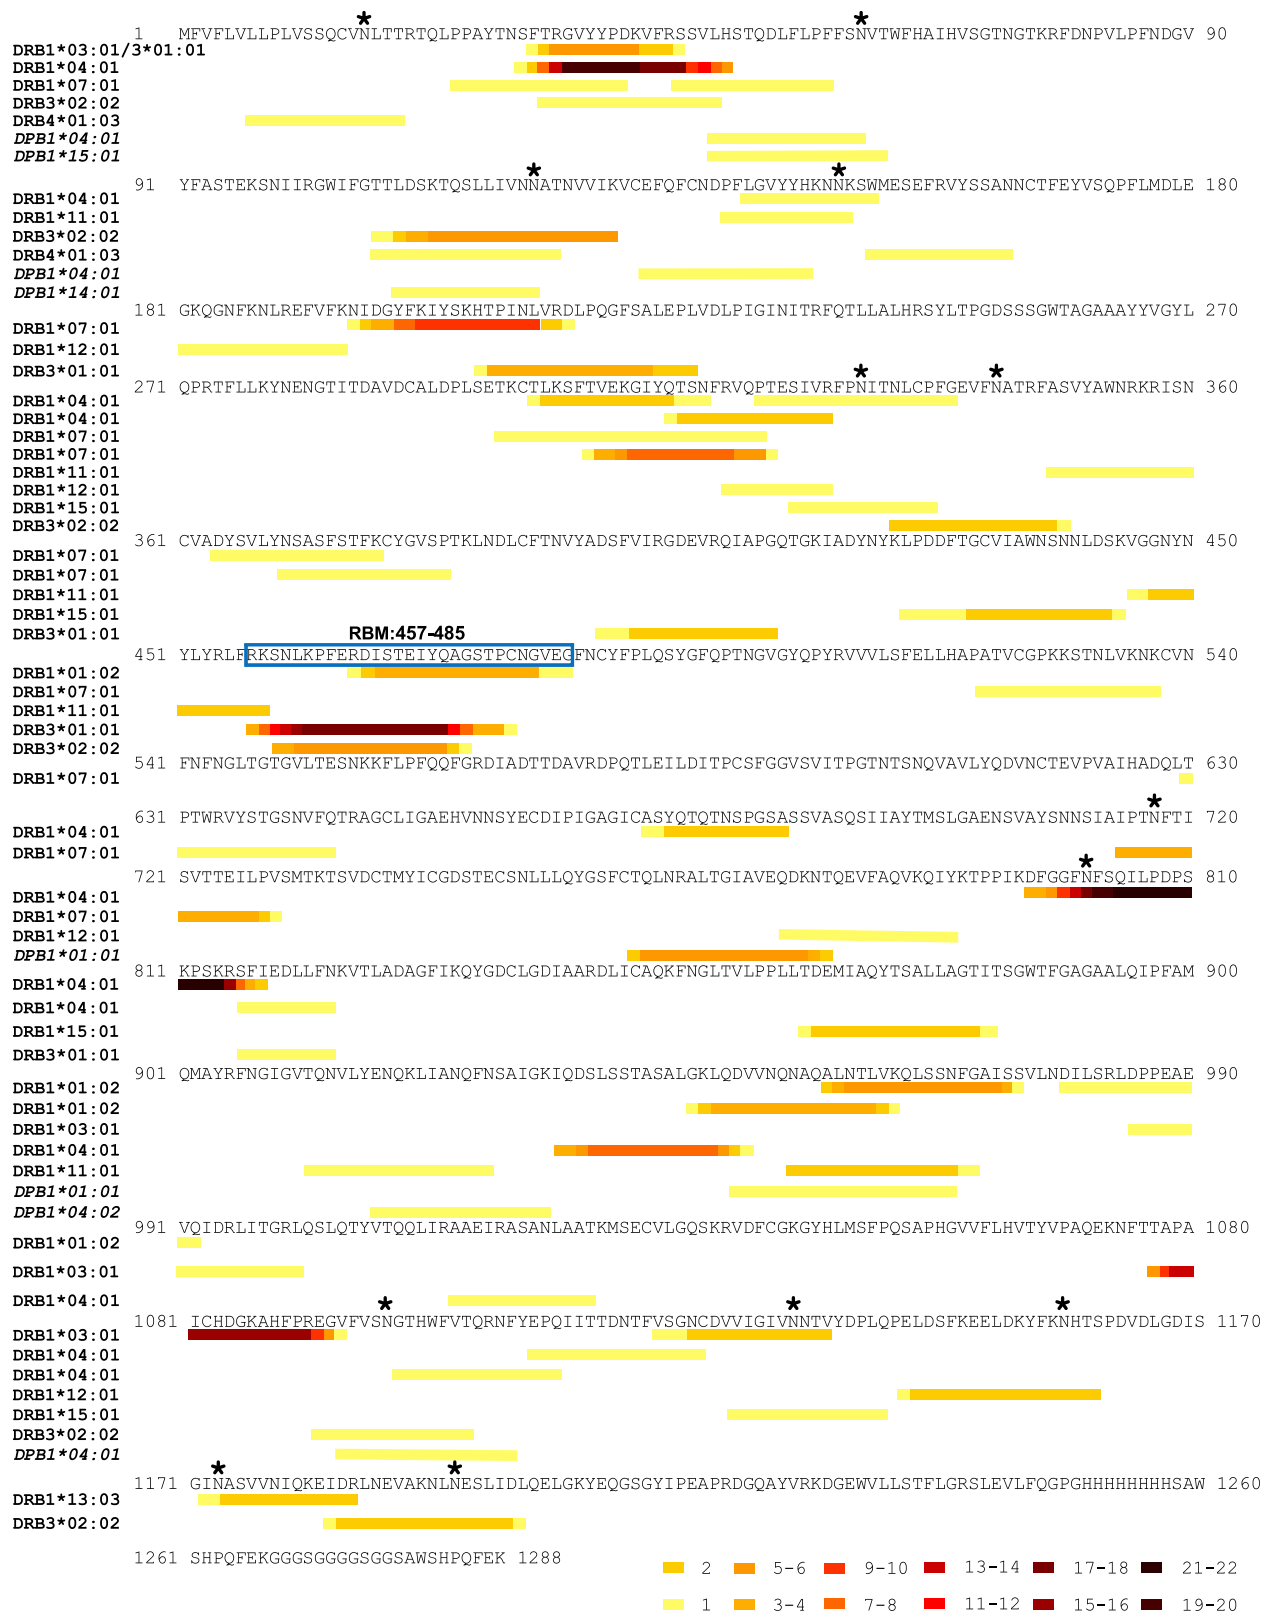 1 MFVFLVLLPLVSSQCVNLTTRTQLPPAYTNSFTRGVYYPDKVFRSSVLHSTQDLFLPFFSNVTWFHAIHVSGTNGTKRFDNPVLPFNDGV 90
DRB1*03:01/3*01:01
DRB1*04:01
DRB1*07:01
DRB3*02:02
DRB4*01:03
DPB1*04:01
DPB1*15:01
91 YFASTEKSNIIRGWIFGTTLDSKTQSLLIVNNATNVVIKVCEFQFCNDPFLGVYYHKNNKSWMESEFRVYSSANNCTFEYVSQPFLMDLE 180
DRB1*04:01
DRB1*11:01
DRB3*02:02
DRB4*01:03
DPB1*04:01
DPB1*14:01
181 GKQGNFKNLREFVFKNIDGYFKIYSKHTPINLVRDLPQGFSALEPLVDLPIGINITRFQTLLALHRSYLTPGDSSSGWTAGAAAYYVGYL 270
DRB1*07:01
DRB1*12:01
DRB3*01:01
271 QPRTFLLKYNENGTITDAVDCALDPLSETKCTLKSFTVEKGIYQTSNFRVQPTESIVRFPNITNLCPFGEVFNATRFASVYAWNRKRISN 360
DRB1*04:01
DRB1*04:01
DRB1*07:01
DRB1*07:01
DRB1*11:01
DRB1*12:01
DRB1*15:01
DRB3*02:02
361 CVADYSVLYNSASFSTFKCYGVSPTKLNDLCFTNVYADSFVIRGDEVRQIAPGQTGKIADYNYKLPDDFTGCVIAWNSNNLDSKVGGNYN 450
DRB1*07:01
DRB1*07:01
DRB1*11:01
DRB1*15:01
DRB3*01:01
RBM:457-485
451 YLYRLFRKSNLKPFERDISTEIYQAGSTPCNGVEGFNCYFPLQSYGFQPTNGVGYQPYRVVVLSFELLHAPATVCGPKKSTNLVKNKCVN 540
DRB1*01:02
DRB1*07:01
DRB1*11:01
DRB3*01:01
DRB3*02:02
541 FNFNGLTGTGVLTESNKKFLPFQQFGRDIADTTDAVRDPQTLEILDITPCSFGGVSVITPGTNTSNQVAVLYQDVNCTEVPVAIHADQLT 630
DRB1*07:01
631 PTWRVYSTGSNVFQTRAGCLIGAEHVNNSYECDIPIGAGICASYQTQTNSPGSASSVASQSIIAYTMSLGAENSVAYSNNSIAIPTNFTI 720
DRB1*04:01
DRB1*07:01
721 SVTTEILPVSMTKTSVDCTMYICGDSTECSNLLLQYGSFCTQLNRALTGIAVEQDKNTQEVFAQVKQIYKTPPIKDFGGFNFSQILPDPS 810
DRB1*04:01
DRB1*07:01
DRB1*12:01
DPB1*01:01
811 KPSKRSFIEDLLFNKVTLADAGFIKQYGDCLGDIAARDLICAQKFNGLTVLPPLLTDEMIAQYTSALLAGTITSGWTFGAGAALQIPFAM 900
DRB1*04:01
DRB1*04:01
DRB1*15:01
DRB3*01:01
901 QMAYRFNGIGVTQNVLYENQKLIANQFNSAIGKIQDSLSSTASALGKLQDVVNQNAQALNTLVKQLSSNFGAISSVLNDILSRLDPPEAE 990
DRB1*01:02
DRB1*01:02
DRB1*03:01
DRB1*04:01
DRB1*11:01
DPB1*01:01
DPB1*04:02
991 VQIDRLITGRLQSLQTYVTQQLIRAAEIRASANLAATKMSECVLGQSKRVDFCGKGYHLMSFPQSAPHGVVFLHVTYVPAQEKNFTTAPA 1080
DRB1*01:02
DRB1*03:01
DRB1*04:01
1081 ICHDGKAHFPREGVFVSNGTHWFVTQRNFYEPQIITTDNTFVSGNCDVVIGIVNNTVYDPLQPELDSFKEELDKYFKNHTSPDVDLGDIS 1170
DRB1*03:01
DRB1*04:01
DRB1*04:01
DRB1*12:01
DRB1*15:01
DRB3*02:02
DPB1*04:01
1171 GINASVVNIQKEIDRLNEVAKNLNESLIDLQELGKYEQGSGYIPEAPRDGQAYVRKDGEWVLLSTFLGRSLEVLFQGPGHHHHHHHHSAW 1260
DRB1*13:03
DRB3*02:02
1261 SHPQFEKGGGSGGGGSGGSAWSHPQFEK 1288
2 5-6 9-10 13-14 17-18 21-22
1 3-4 7-8 11-12 15-16 19-20